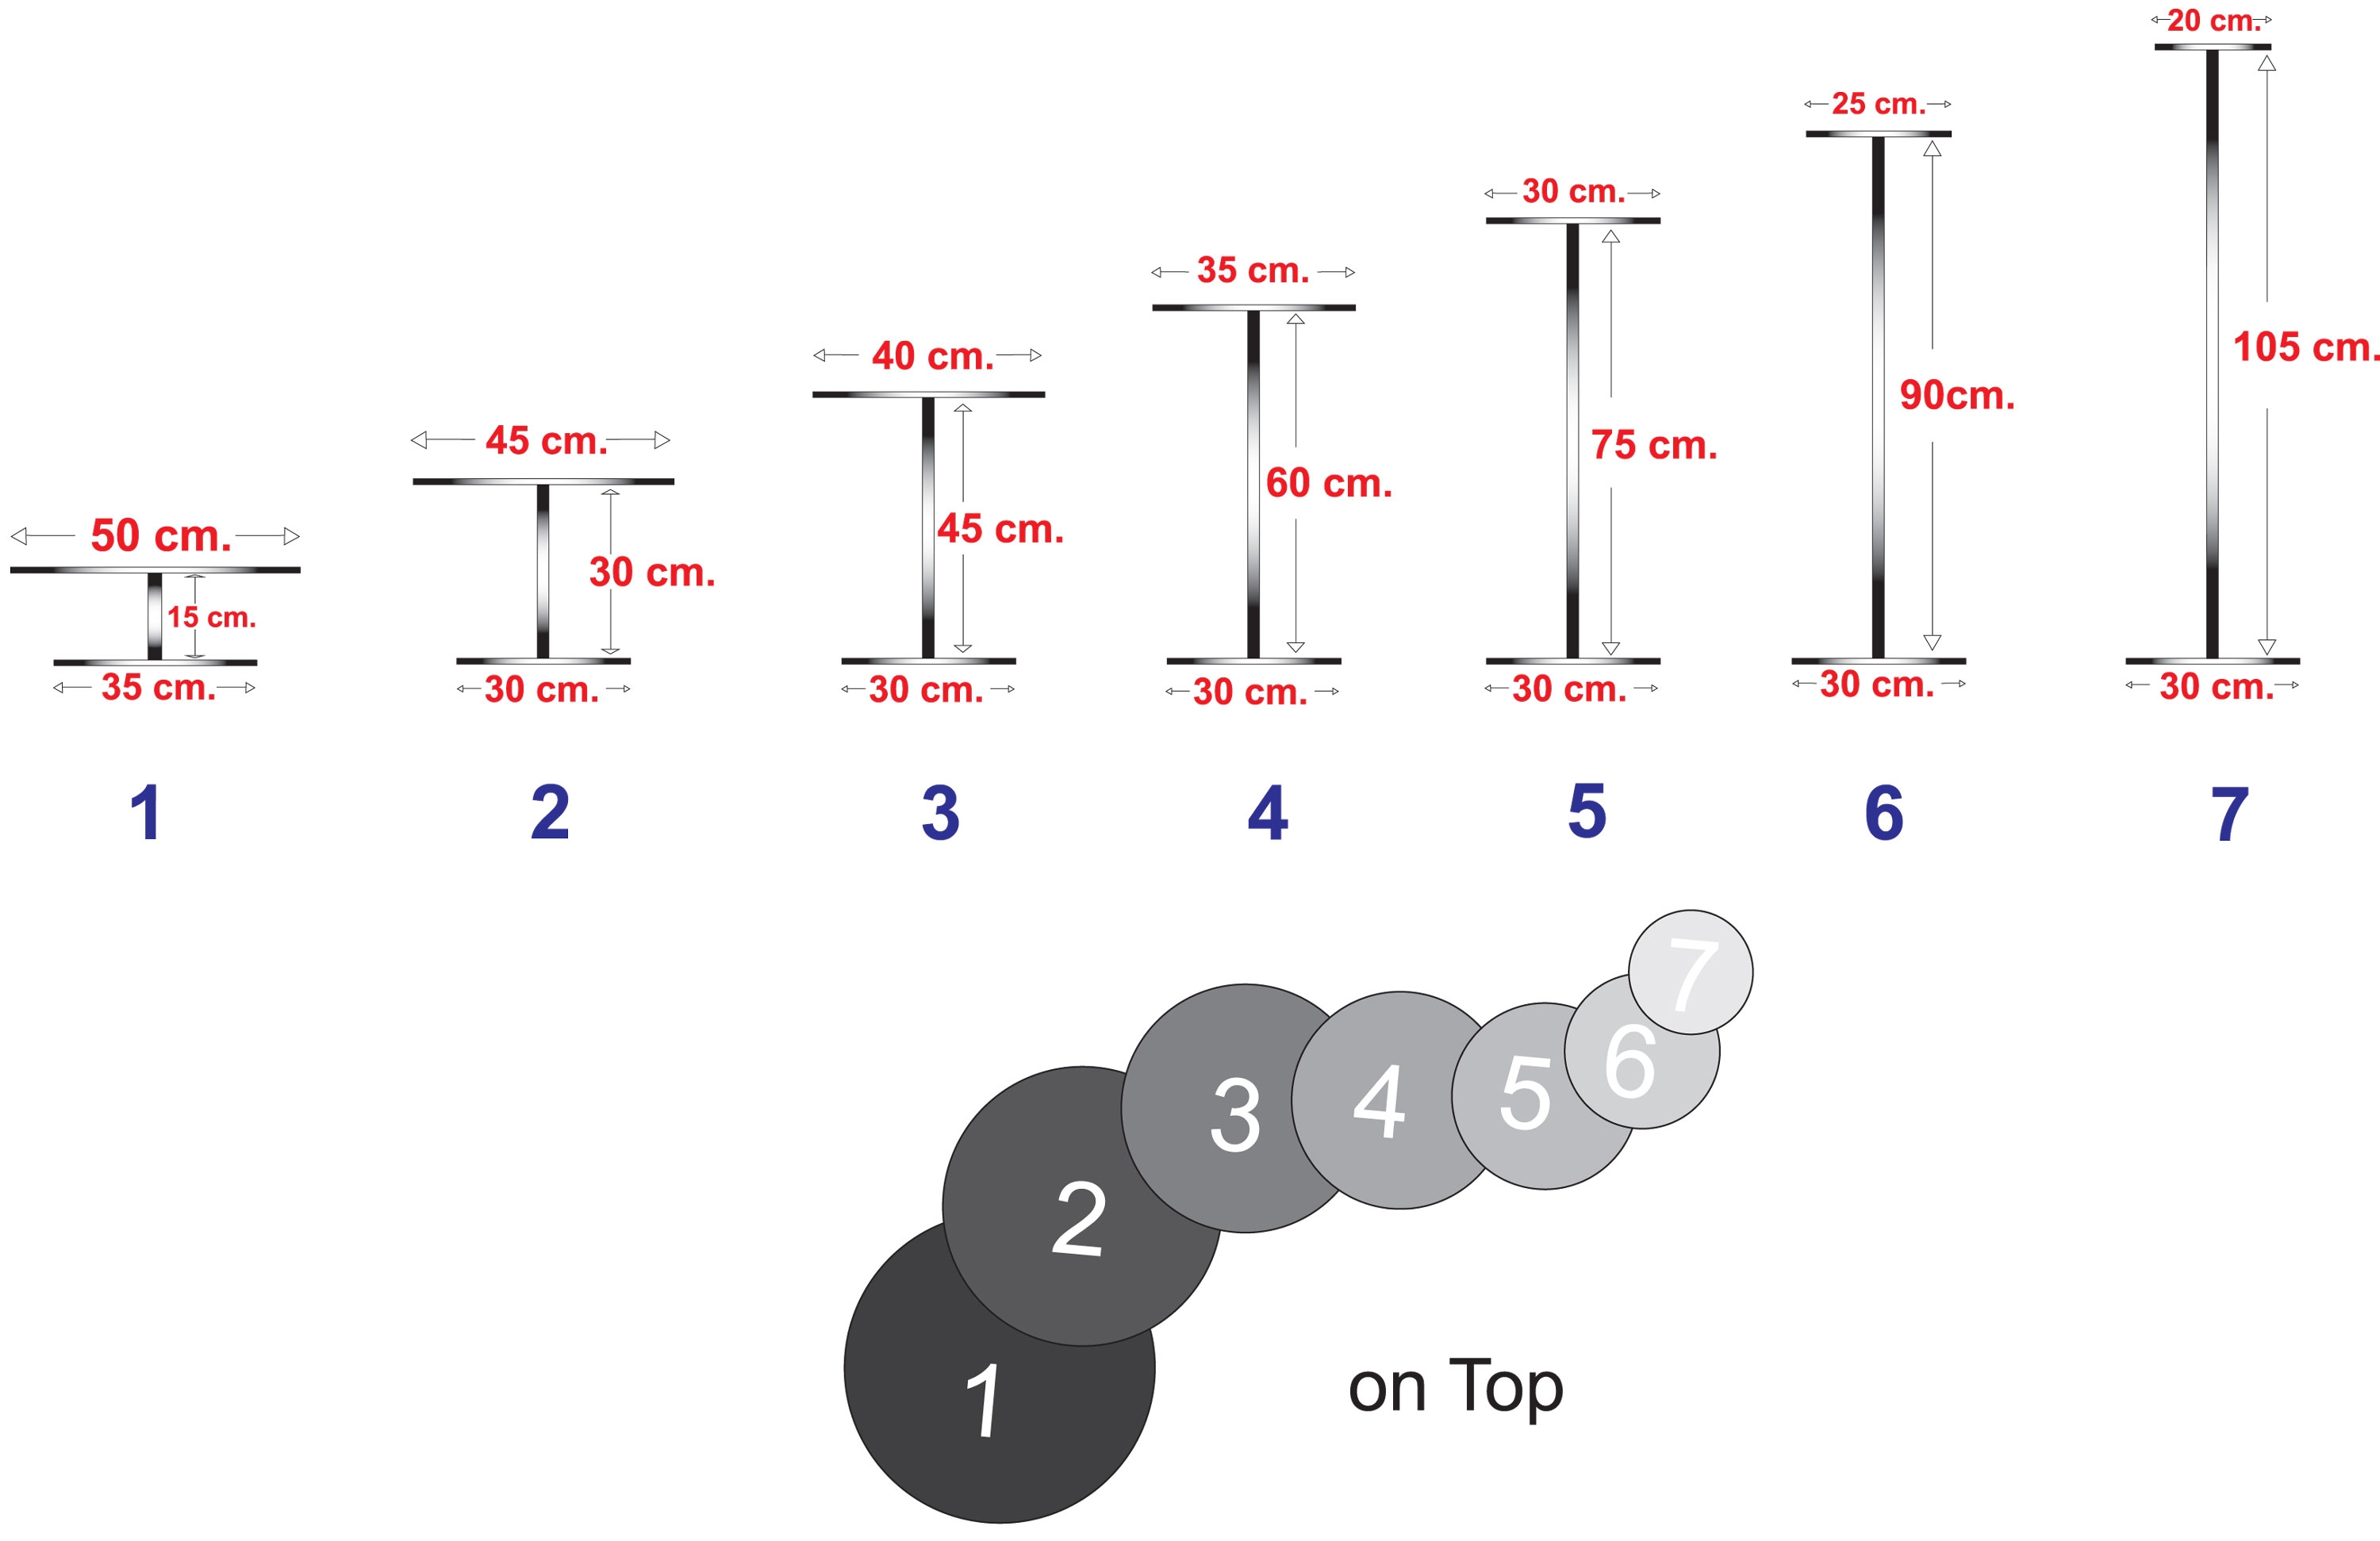 20 cm.
25 cm.
30 cm.
35 cm.
40 cm.
45 cm.
50 cm.
15 cm.
30 cm.
45 cm.
60 cm.
75 cm.
90cm.
105 cm.
35 cm.
30 cm.
30 cm.
30 cm.
30 cm.
30 cm.
30 cm.
1 2 3 4 5 6 7
7
6
5
4
3
2
1
on Top